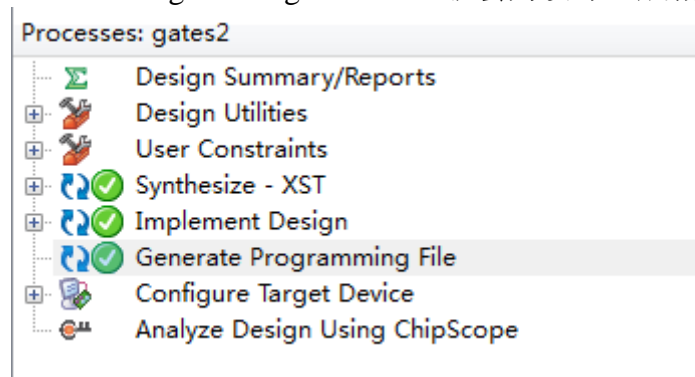 Processes: gates2
Design Summary/Reports
Design Utilities
User Constraints
Synthesize - XST
Implement Design
Generate Programming File
Configure Target Device
Analyze Design Using ChipScope